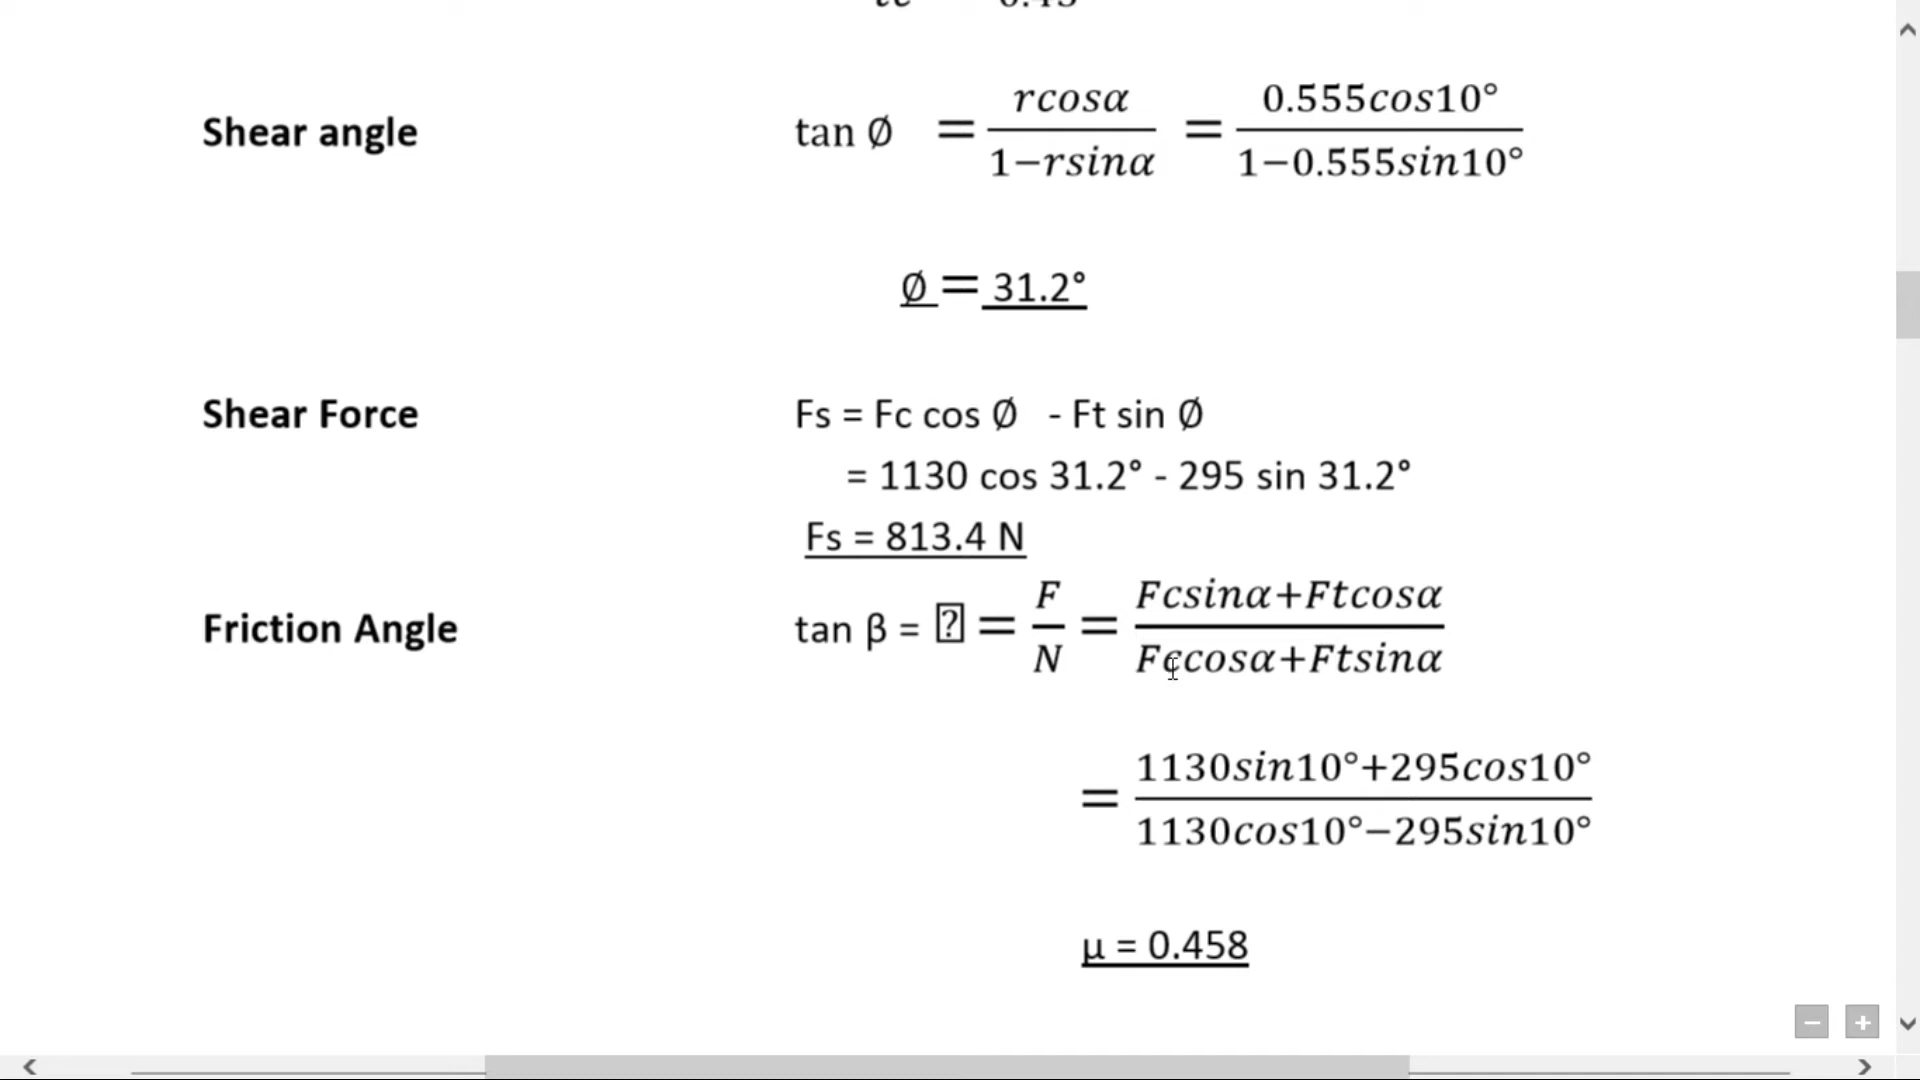 Shear angle tan Ø = rcosα / 1−rsinα = 0.555cos10° / 1−0.555sin10°
Ø = 31.2°
Shear Force Fs = Fc cos Ø - Ft sin Ø
= 1130 cos 31.2° - 295 sin 31.2°
Fs = 813.4 N
Friction Angle tan β = ⍰ = F / N = Fcsinα+Ftcosα / Fccosα+Ftsinα
= 1130sin10°+295cos10° / 1130cos10°−295sin10°
μ = 0.458